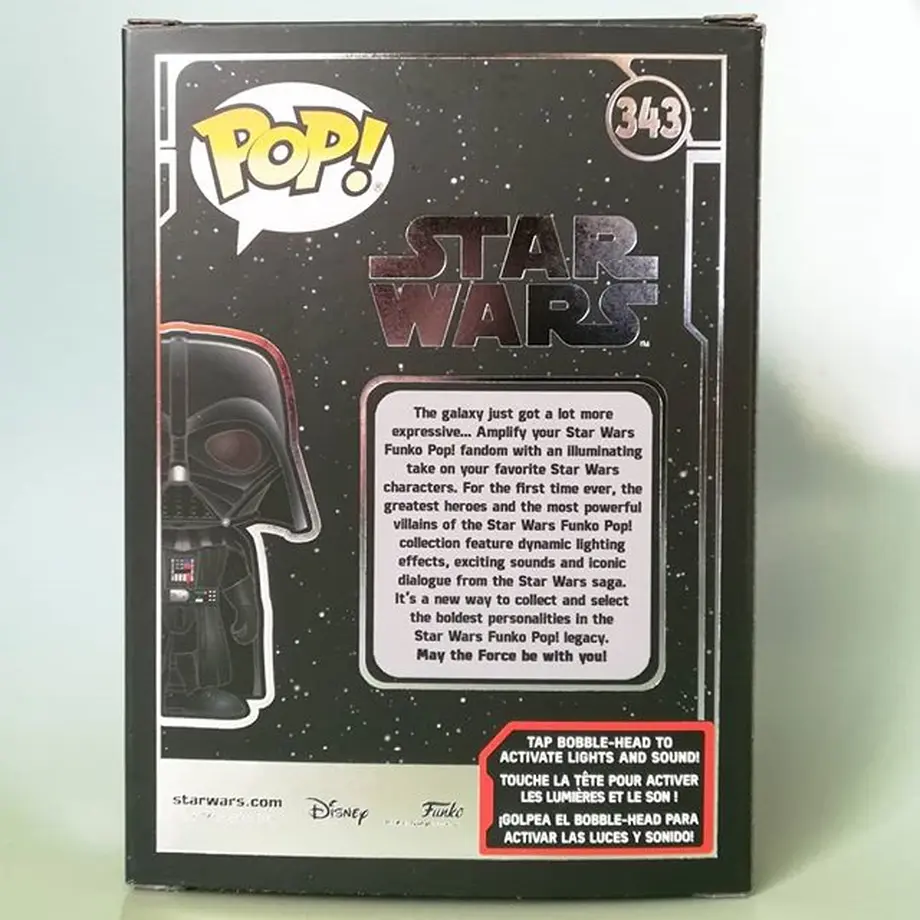 POP!
343
STAR
WARS
The galaxy just got a lot more
expressive... Amplify your Star Wars
Funko Pop! fandom with an illuminating
take on your favorite Star Wars
characters. For the first time ever, the
greatest heroes and the most powerful
villains of the Star Wars Funko Pop!
collection feature dynamic lighting
effects, exciting sounds and iconic
dialogue from the Star Wars saga.
It's a new way to collect and select
the boldest personalities in the
Star Wars Funko Pop! legacy.
May the Force be with you!
TAP BOBBLE-HEAD TO
ACTIVATE LIGHTS AND SOUND!
TOUCHE LA TÊTE POUR ACTIVER
LES LUMIÈRES ET LE SON !
¡GOLPEA EL BOBBLE-HEAD PARA
ACTIVAR LAS LUCES Y SONIDO!
starwars.com Disney Funko